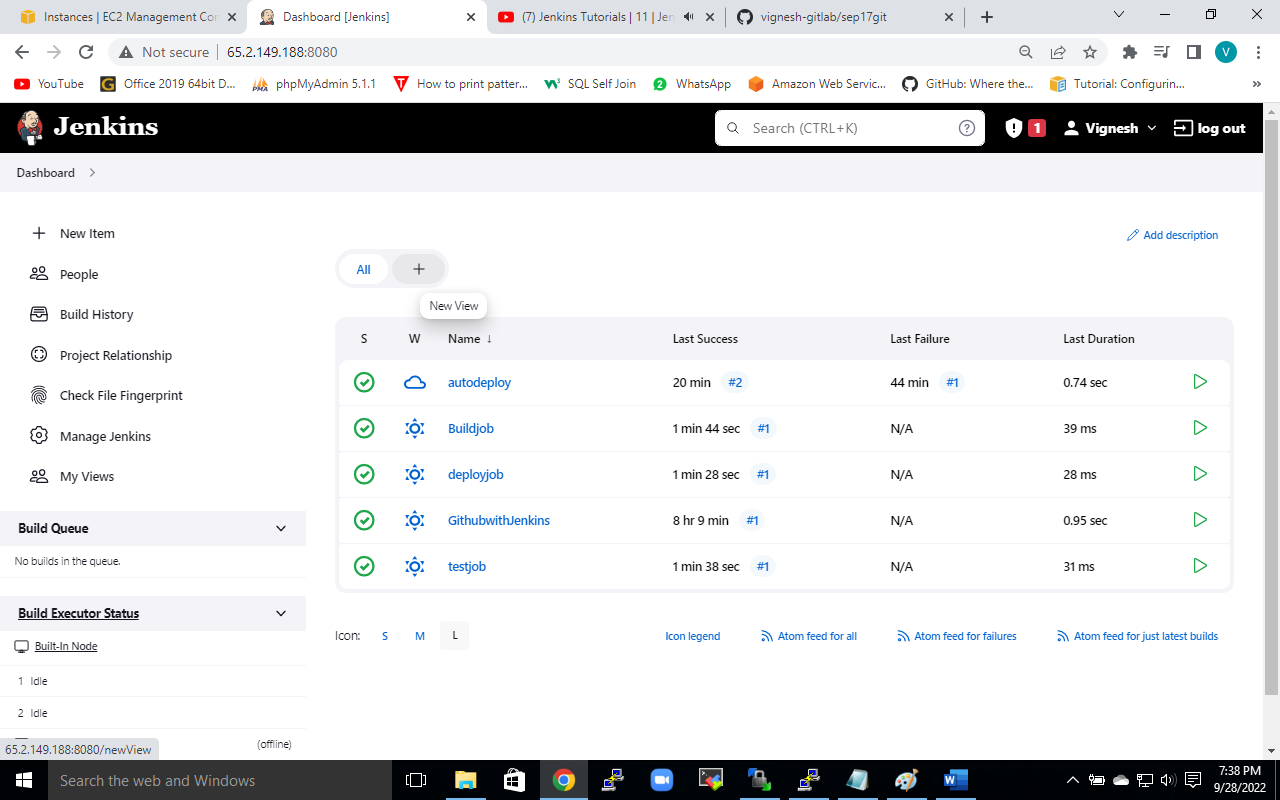 Instances | EC2 Management Con
Dashboard [Jenkins]
(7) Jenkins Tutorials | 11 | Jen
vignesh-gitlab/sep17git
Not secure
65.2.149.188:8080
V
YouTube
Office 2019 64bit D...
phpMyAdmin 5.1.1
How to print patter...
SQL Self Join
2
WhatsApp
Amazon Web Servic...
GitHub: Where the...
Tutorial: Configurin...
»
Jenkins
Search (CTRL+K)
1
Vignesh
log out
Dashboard
New Item
People
Build History
Project Relationship
Check File Fingerprint
Manage Jenkins
My Views
Build Queue
No builds in the queue.
Build Executor Status
Built-In Node
1 Idle
2 Idle
(offline)
65.2.149.188:8080/newView
Add description
All
New View
S W Name ↓ Last Success Last Failure Last Duration
autodeploy 20 min #2 44 min #1 0.74 sec
Buildjob 1 min 44 sec #1 N/A 39 ms
deployjob 1 min 28 sec #1 N/A 28 ms
GithubwithJenkins 8 hr 9 min #1 N/A 0.95 sec
testjob 1 min 38 sec #1 N/A 31 ms
Icon: S M L
Icon legend
Atom feed for all
Atom feed for failures
Atom feed for just latest builds
Search the web and Windows
7:38 PM
9/28/2022